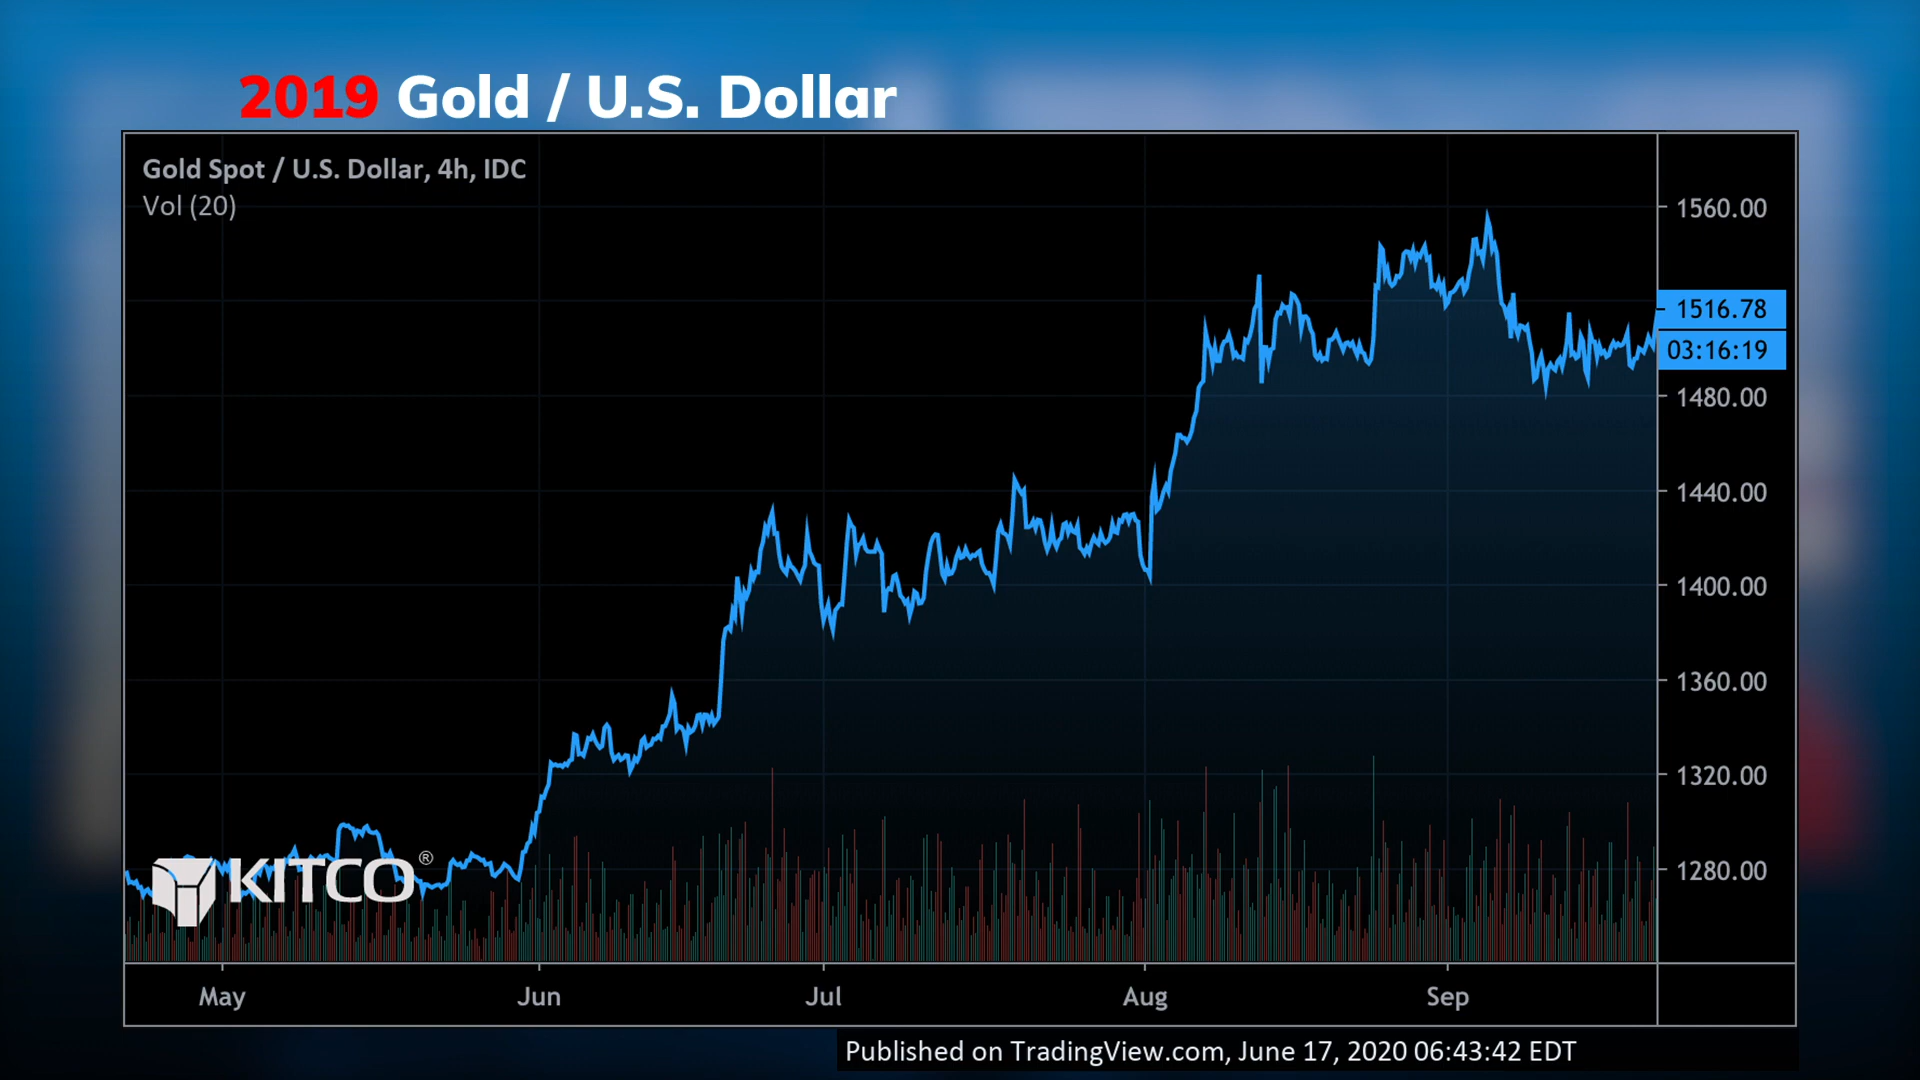 2019 Gold / U.S. Dollar
Gold Spot / U.S. Dollar, 4h, IDC
Vol (20)
1560.00
1516.78
03:16:19
1480.00
1440.00
1400.00
1360.00
1320.00
1280.00
KITCO®
May Jun Jul Aug Sep
Published on TradingView.com, June 17, 2020 06:43:42 EDT